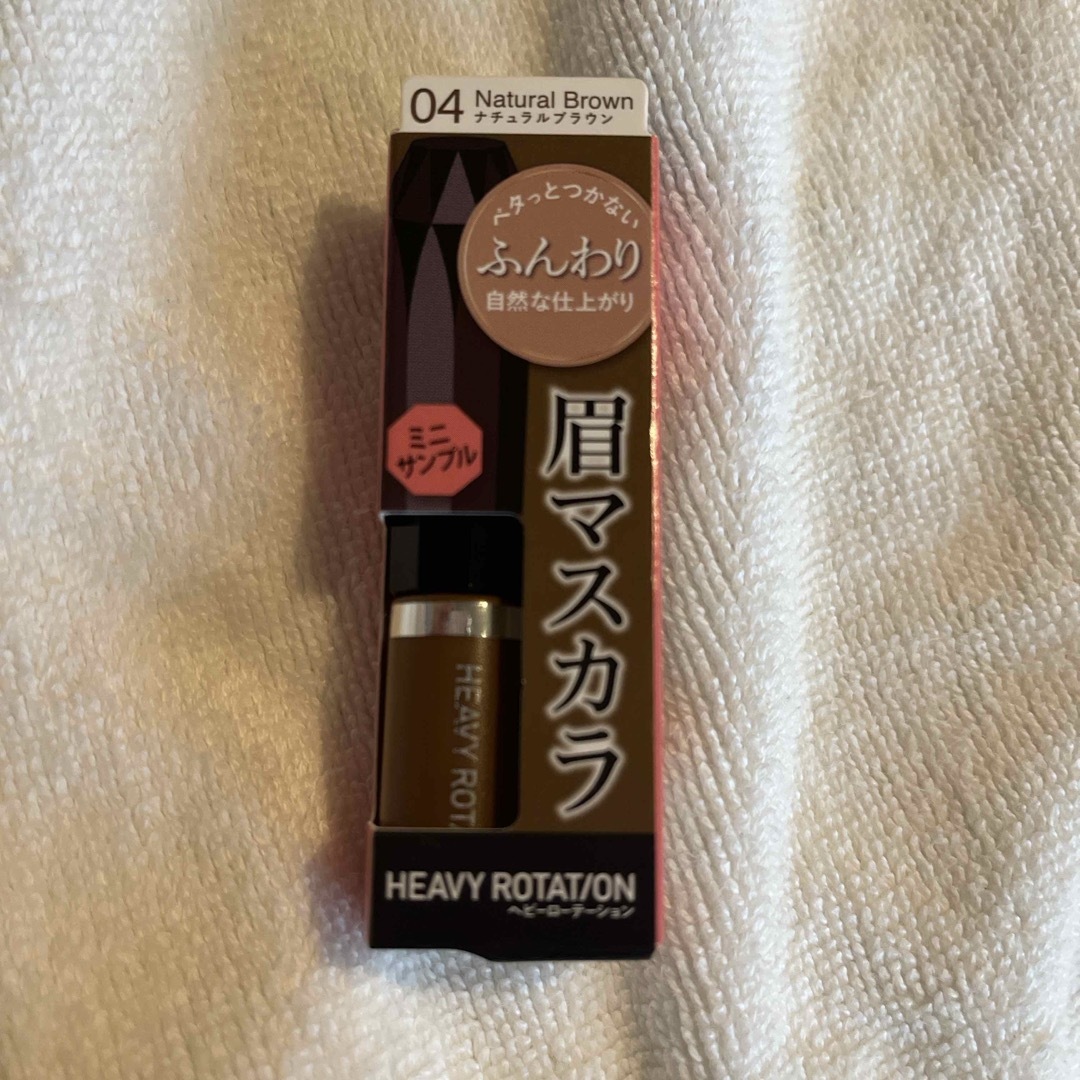 04 Natural Brown
ナチュラルブラウン
ベタっとつかない
ふんわり
自然な仕上がり
ミニ
サンプル
眉マスカラ
HEAVY ROTA
HEAVY ROTAT/ON
ヘビーローテーション